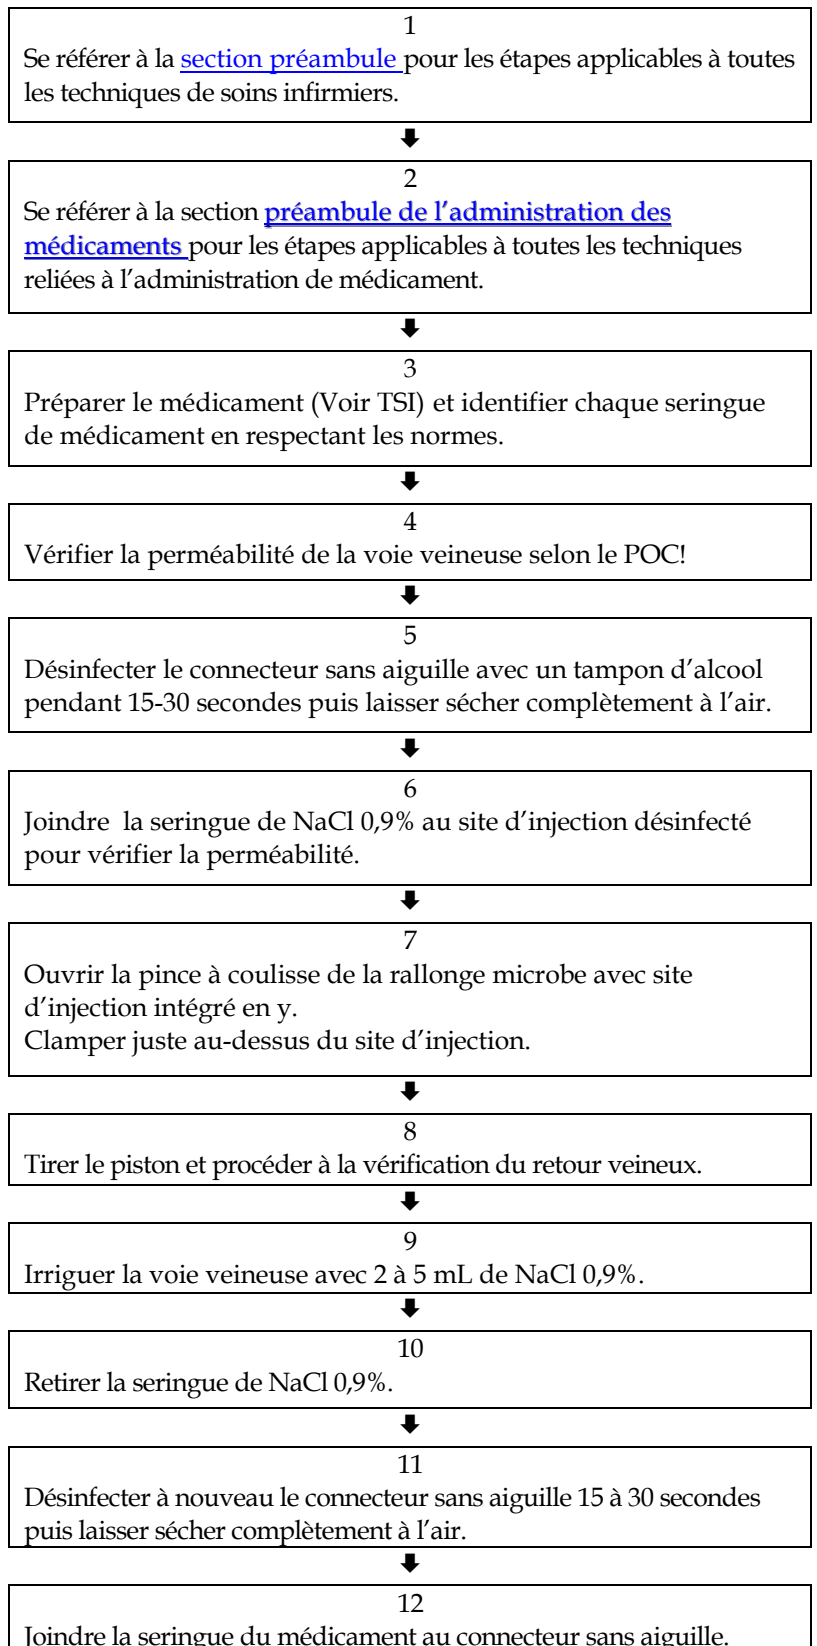 1
Se référer à la section préambule pour les étapes applicables à toutes
les techniques de soins infirmiers.
2
Se référer à la section préambule de l’administration des
médicaments pour les étapes applicables à toutes les techniques
reliées à l’administration de médicament.
3
Préparer le médicament (Voir TSI) et identifier chaque seringue
de médicament en respectant les normes.
4
Vérifier la perméabilité de la voie veineuse selon le POC!
5
Désinfecter le connecteur sans aiguille avec un tampon d’alcool
pendant 15-30 secondes puis laisser sécher complètement à l’air.
6
Joindre  la seringue de NaCl 0,9% au site d’injection désinfecté
pour vérifier la perméabilité.
7
Ouvrir la pince à coulisse de la rallonge microbe avec site
d’injection intégré en y.
Clamper juste au-dessus du site d’injection.
8
Tirer le piston et procéder à la vérification du retour veineux.
9
Irriguer la voie veineuse avec 2 à 5 mL de NaCl 0,9%.
10
Retirer la seringue de NaCl 0,9%.
11
Désinfecter à nouveau le connecteur sans aiguille 15 à 30 secondes
puis laisser sécher complètement à l’air.
12
Joindre la seringue du médicament au connecteur sans aiguille.